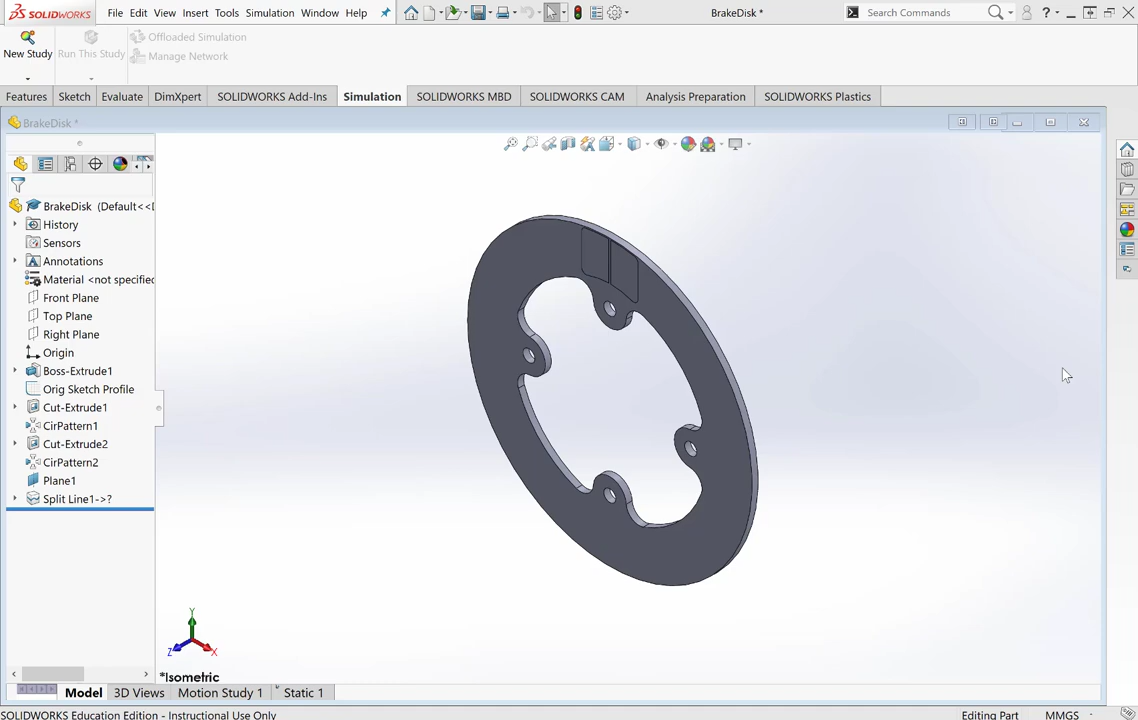 SOLIDWORKS File Edit View Insert Tools Simulation Window Help BrakeDisk * Search Commands ?
New Study
Run This Study
Offloaded Simulation
Manage Network
Features Sketch Evaluate DimXpert SOLIDWORKS Add-Ins Simulation SOLIDWORKS MBD SOLIDWORKS CAM Analysis Preparation SOLIDWORKS Plastics
BrakeDisk *
BrakeDisk (Default<<D
History
Sensors
Annotations
Material <not specified
Front Plane
Top Plane
Right Plane
Origin
Boss-Extrude1
Orig Sketch Profile
Cut-Extrude1
CirPattern1
Cut-Extrude2
CirPattern2
Plane1
Split Line1->?
Y
Z X
*Isometric
Model 3D Views Motion Study 1 Static 1
SOLIDWORKS Education Edition - Instructional Use Only Editing Part MMGS